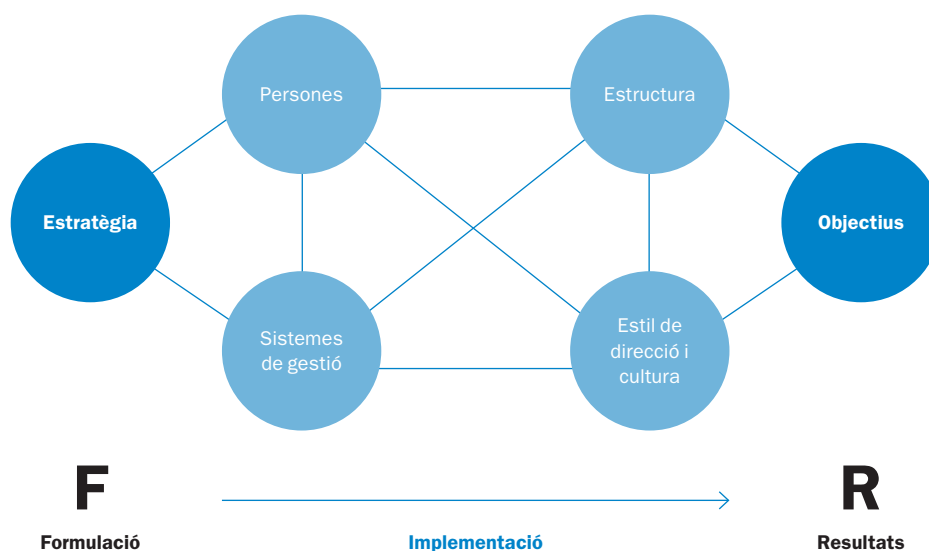 Persones
Estructura
Estratègia
Objectius
Sistemes
de gestió
Estil de
direcció i
cultura
F
R
Formulació
Implementació
Resultats